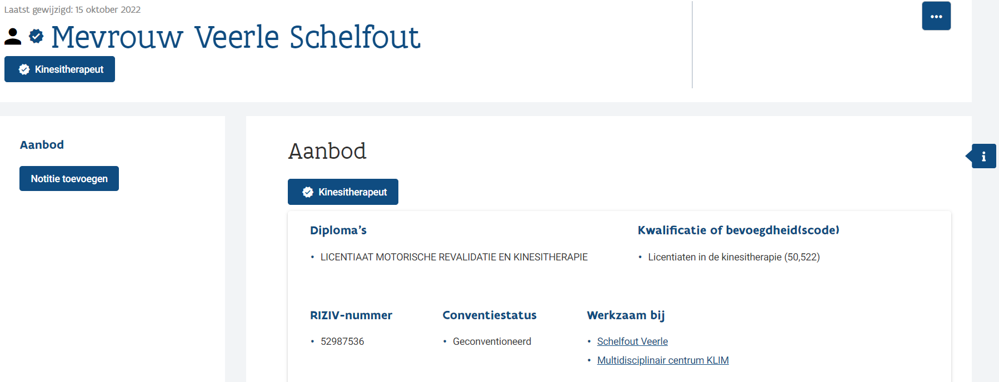 Laatst gewijzigd: 15 oktober 2022
Mevrouw Veerle Schelfout
Kinesitherapeut
Aanbod
Notitie toevoegen
Aanbod
Kinesitherapeut
Diploma's
• LICENTIAAT MOTORISCHE REVALIDATIE EN KINESITHERAPIE
Kwalificatie of bevoegdheid(scode)
• Licentiaten in de kinesitherapie (50,522)
RIZIV-nummer
• 52987536
Conventiestatus
• Geconventioneerd
Werkzaam bij
• Schelfout Veerle
• Multidisciplinair centrum KLIM